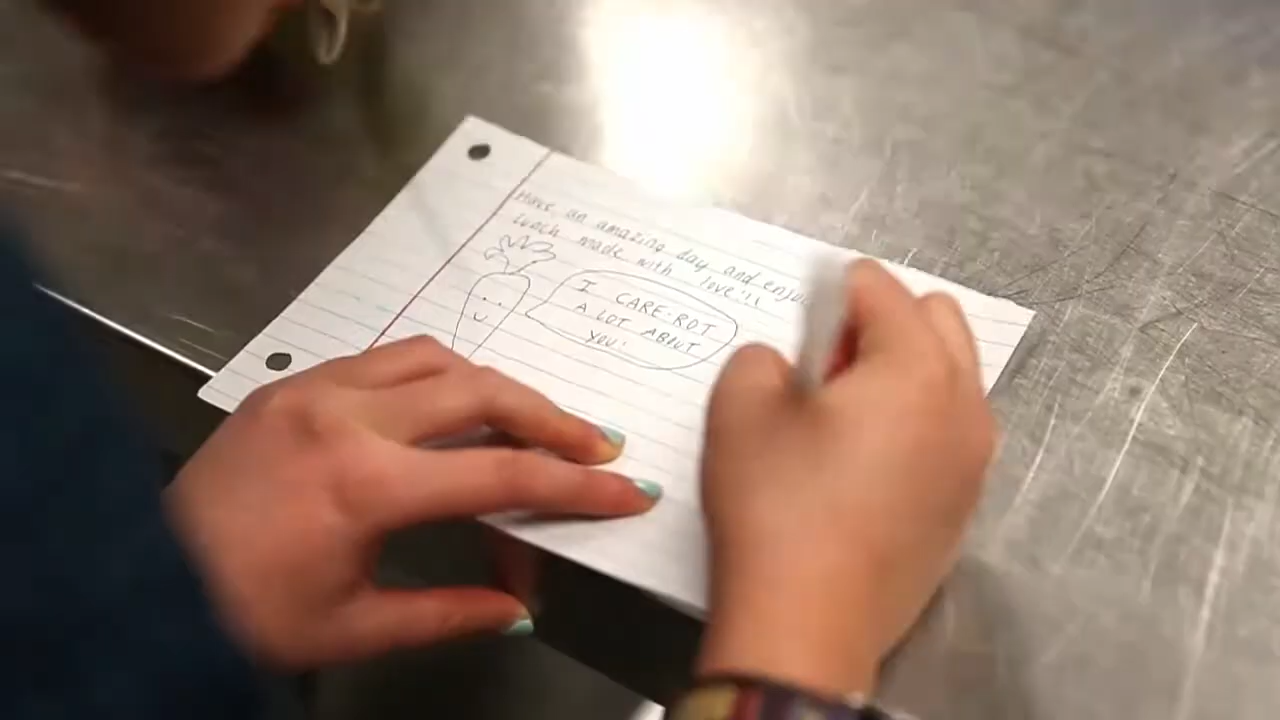 Have an amazing day and enjoy
lunch made with love!!!
I CARE-ROT
A LOT ABOUT
YOU!